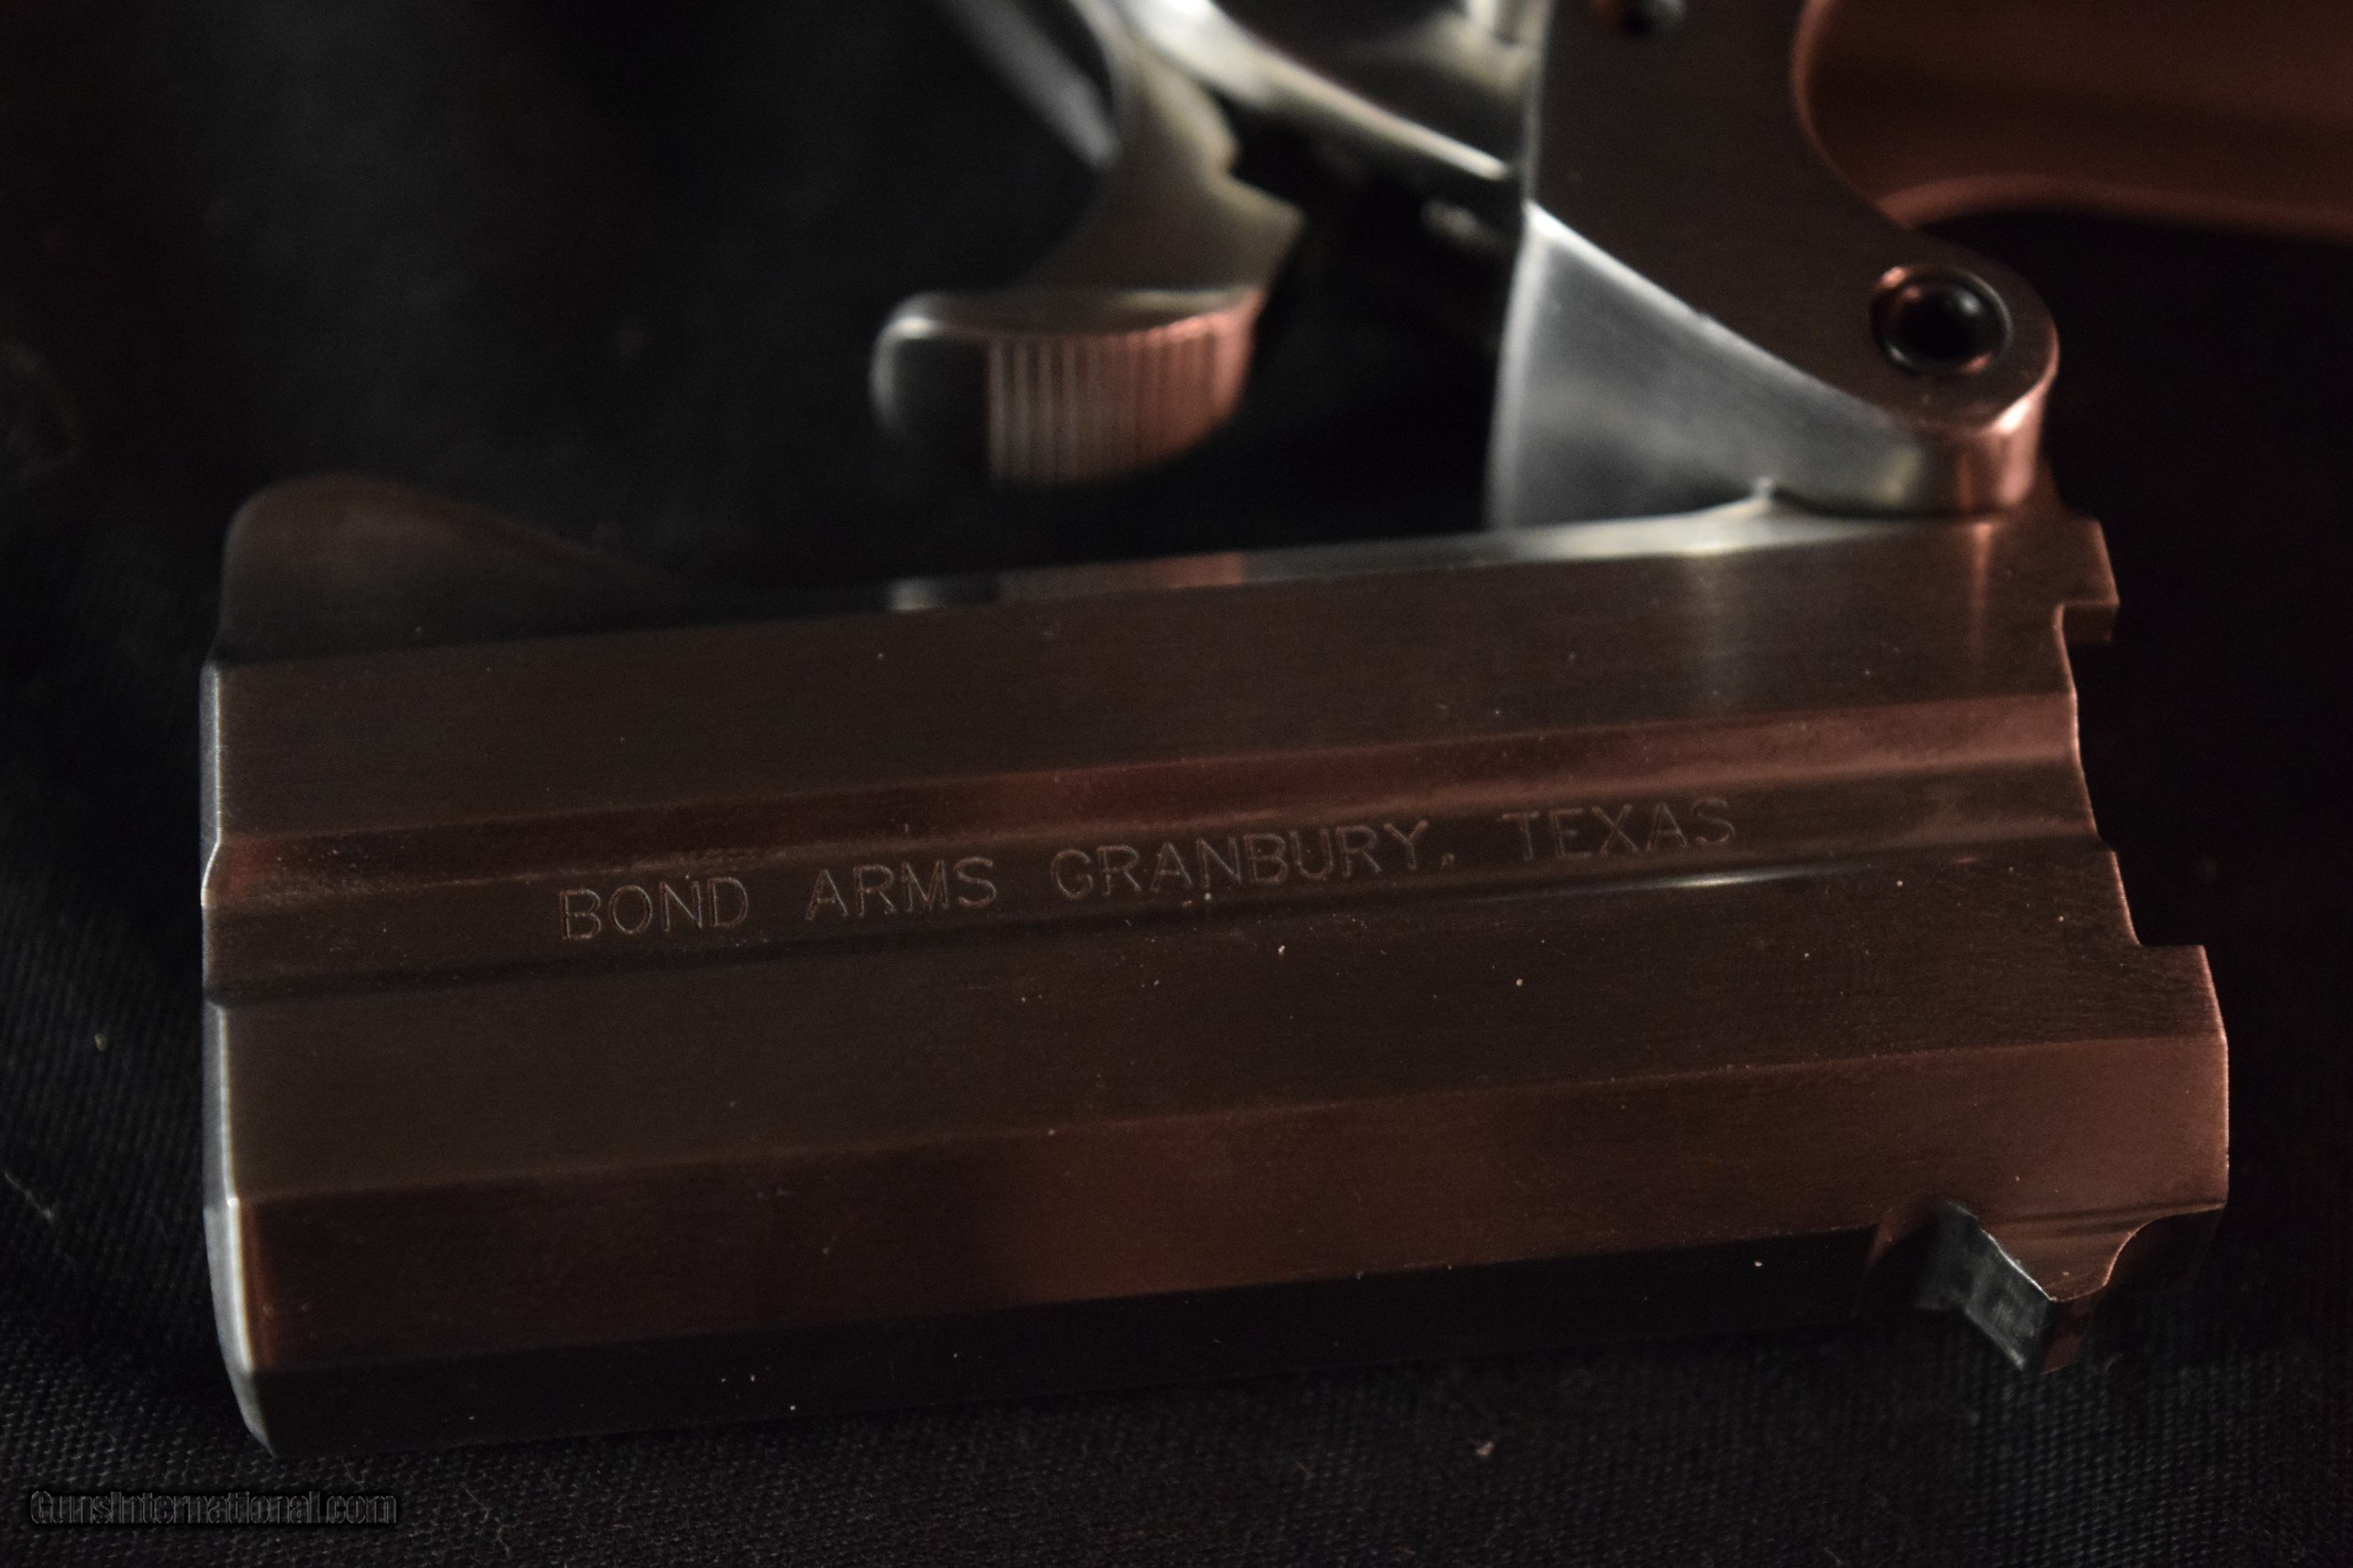 BOND ARMS GRANBURY, TEXAS
GunsInternational.com